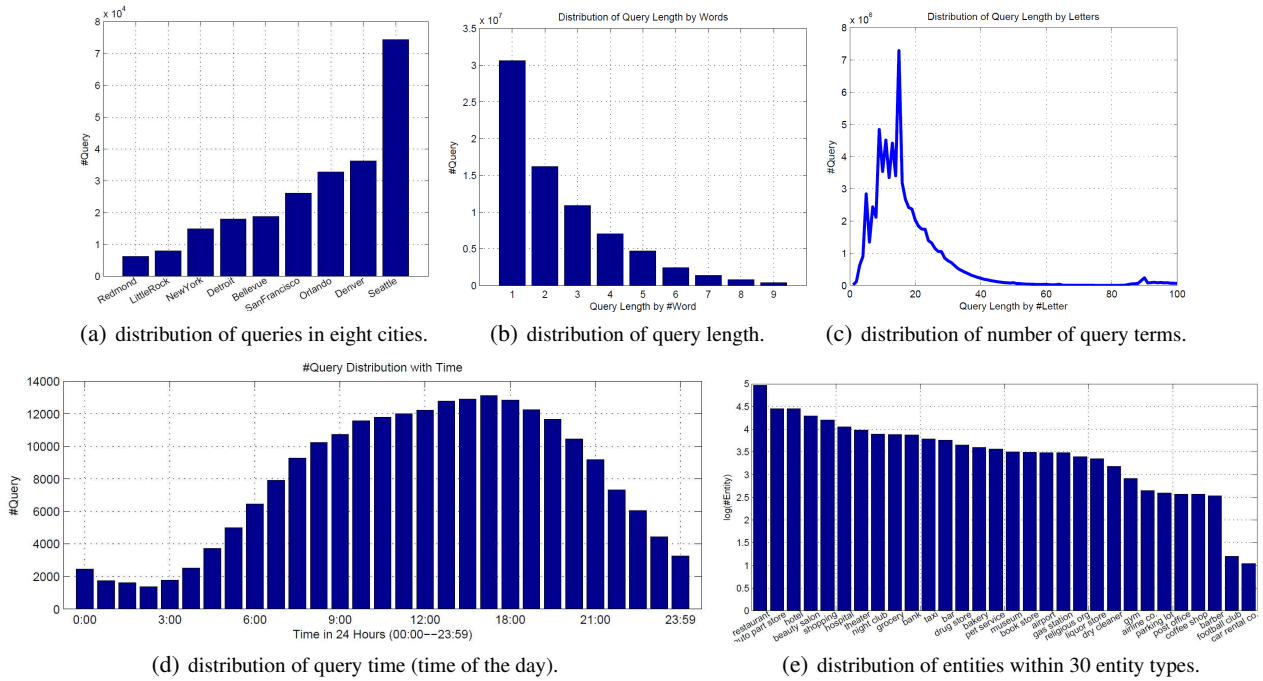 x 10^4
8
7
6
5
4
3
2
1
0
#Query
Redmond
LittleRock
NewYork
Detroit
Bellevue
SanFrancisco
Orlando
Denver
Seattle
(a) distribution of queries in eight cities.
Distribution of Query Length by Words
x 10^7
3.5
3
2.5
2
1.5
1
0.5
0
#Query
1 2 3 4 5 6 7 8 9
Query Length by #Word
(b) distribution of query length.
Distribution of Query Length by Letters
x 10^6
8
7
6
5
4
3
2
1
0
#Query
0 20 40 60 80 100
Query Length by #Letter
(c) distribution of number of query terms.
#Query Distribution with Time
14000
12000
10000
8000
6000
4000
2000
0
#Query
0:00 3:00 6:00 9:00 12:00 18:00 21:00 23:59
Time in 24 Hours (00:00~~23:59)
(d) distribution of query time (time of the day).
5
4.5
4
3.5
3
2.5
2
1.5
1
0.5
0
log(#Entity)
restaurant
auto part store
hotel
beauty salon
shopping
hospital
theater
night club
grocery
bank
taxi
bar
drug store
bakery
pet service
museum
book store
airport
gas station
religious org
liquor store
dry cleaner
gym
airline co.
parking lot
post office
coffee shop
barber
football club
car rental co.
(e) distribution of entities within 30 entity types.